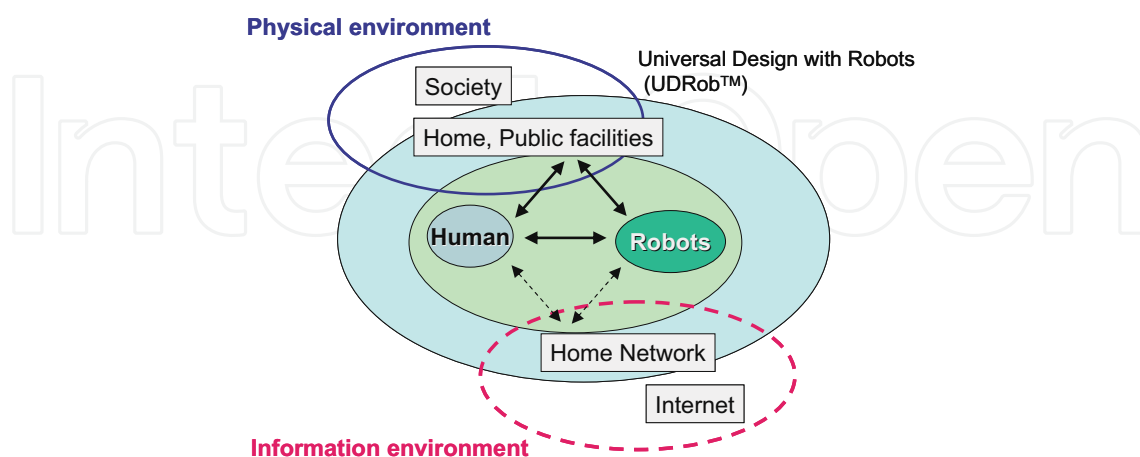 Physical environment
Universal Design with Robots
(UDRob™)
Society
Home, Public facilities
Human
Robots
Home Network
Internet
Information environment